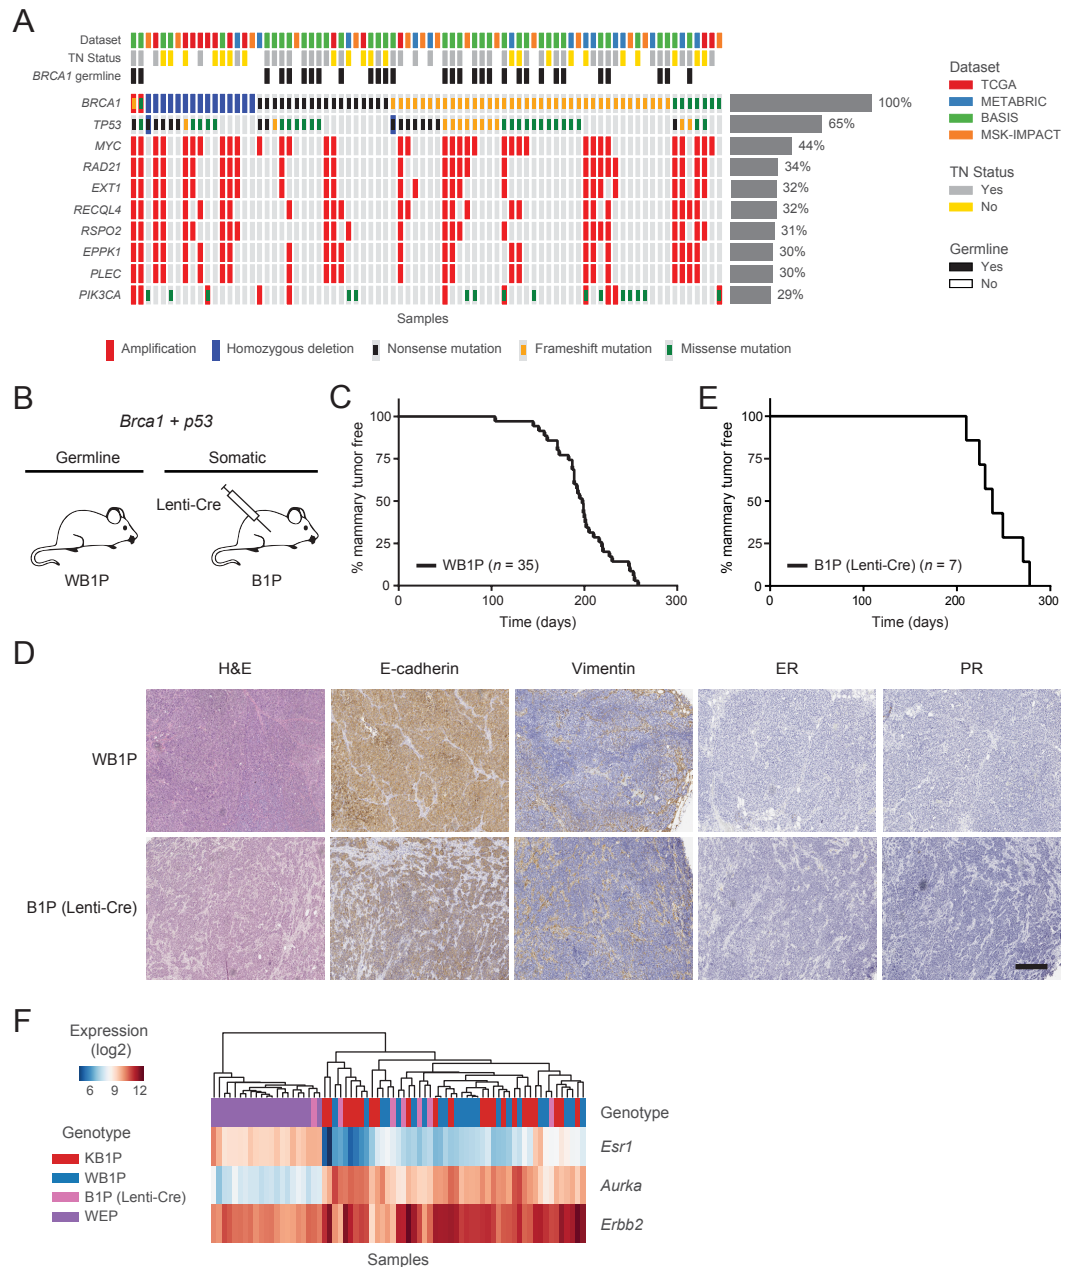 A
Dataset
TN Status
BRCA1 germline
BRCA1 100%
TP53 65%
MYC 44%
RAD21 34%
EXT1 32%
RECQL4 32%
RSPO2 31%
EPPK1 30%
PLEC 30%
PIK3CA 29%
Samples
Amplification Homozygous deletion Nonsense mutation Frameshift mutation Missense mutation
Dataset
TCGA
METABRIC
BASIS
MSK-IMPACT
TN Status
Yes
No
Germline
Yes
No
B
Brca1 + p53
Germline Somatic
Lenti-Cre
WB1P B1P
C
% mammary tumor free
100
75
50
25
0
WB1P (n = 35)
0 100 200 300
Time (days)
E
% mammary tumor free
100
75
50
25
0
B1P (Lenti-Cre) (n = 7)
0 100 200 300
Time (days)
D
H&E E-cadherin Vimentin ER PR
WB1P
B1P (Lenti-Cre)
F
Expression
(log2)
6 9 12
Genotype
KB1P
WB1P
B1P (Lenti-Cre)
WEP
Genotype
Esr1
Aurka
Erbb2
Samples